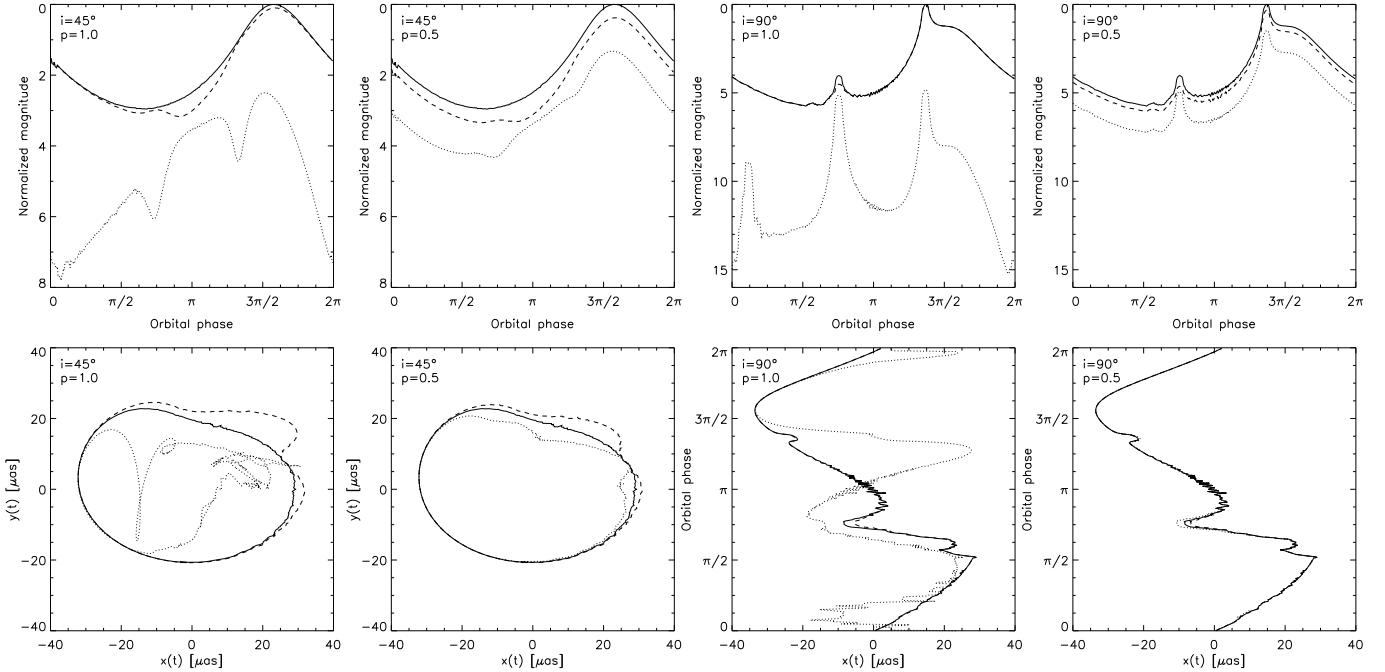 i=45°
p=1.0
0
2
4
6
8
Normalized magnitude
0
π/2
π
3π/2
2π
Orbital phase
i=45°
p=0.5
0
2
4
6
8
Normalized magnitude
0
π/2
π
3π/2
2π
Orbital phase
i=90°
p=1.0
0
5
10
15
Normalized magnitude
0
π/2
π
3π/2
2π
Orbital phase
i=90°
p=0.5
0
5
10
15
Normalized magnitude
0
π/2
π
3π/2
2π
Orbital phase
i=45°
p=1.0
40
20
0
−20
−40
y(t) [μas]
−40
−20
0
20
40
x(t) [μas]
i=45°
p=0.5
40
20
0
−20
−40
y(t) [μas]
−40
−20
0
20
40
x(t) [μas]
i=90°
p=1.0
2π
3π/2
π
π/2
0
Orbital phase
−40
−20
0
20
40
x(t) [μas]
i=90°
p=0.5
2π
3π/2
π
π/2
0
Orbital phase
−40
−20
0
20
40
x(t) [μas]